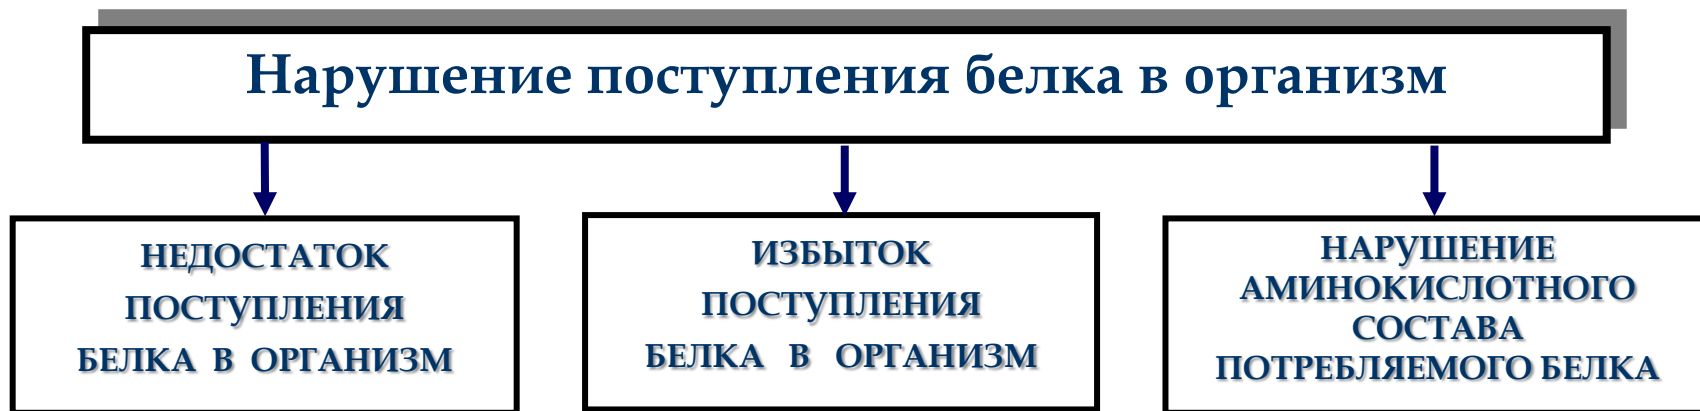 Нарушение поступления белка в организм
НЕДОСТАТОК
ПОСТУПЛЕНИЯ
БЕЛКА В ОРГАНИЗМ
ИЗБЫТОК
ПОСТУПЛЕНИЯ
БЕЛКА В ОРГАНИЗМ
НАРУШЕНИЕ
АМИНОКИСЛОТНОГО
СОСТАВА
ПОТРЕБЛЯЕМОГО БЕЛКА